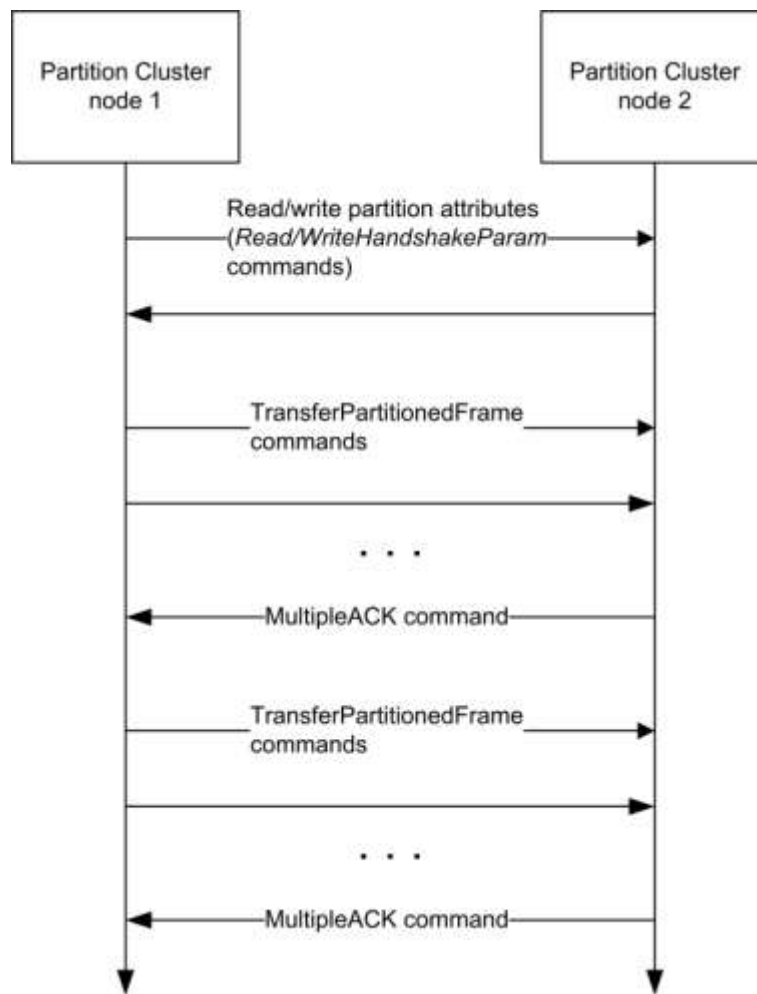 Partition Cluster
node 1
Partition Cluster
node 2
Read/write partition attributes
(Read/WriteHandshakeParam
commands)
TransferPartitionedFrame
commands
. . .
MultipleACK command
TransferPartitionedFrame
commands
. . .
MultipleACK command